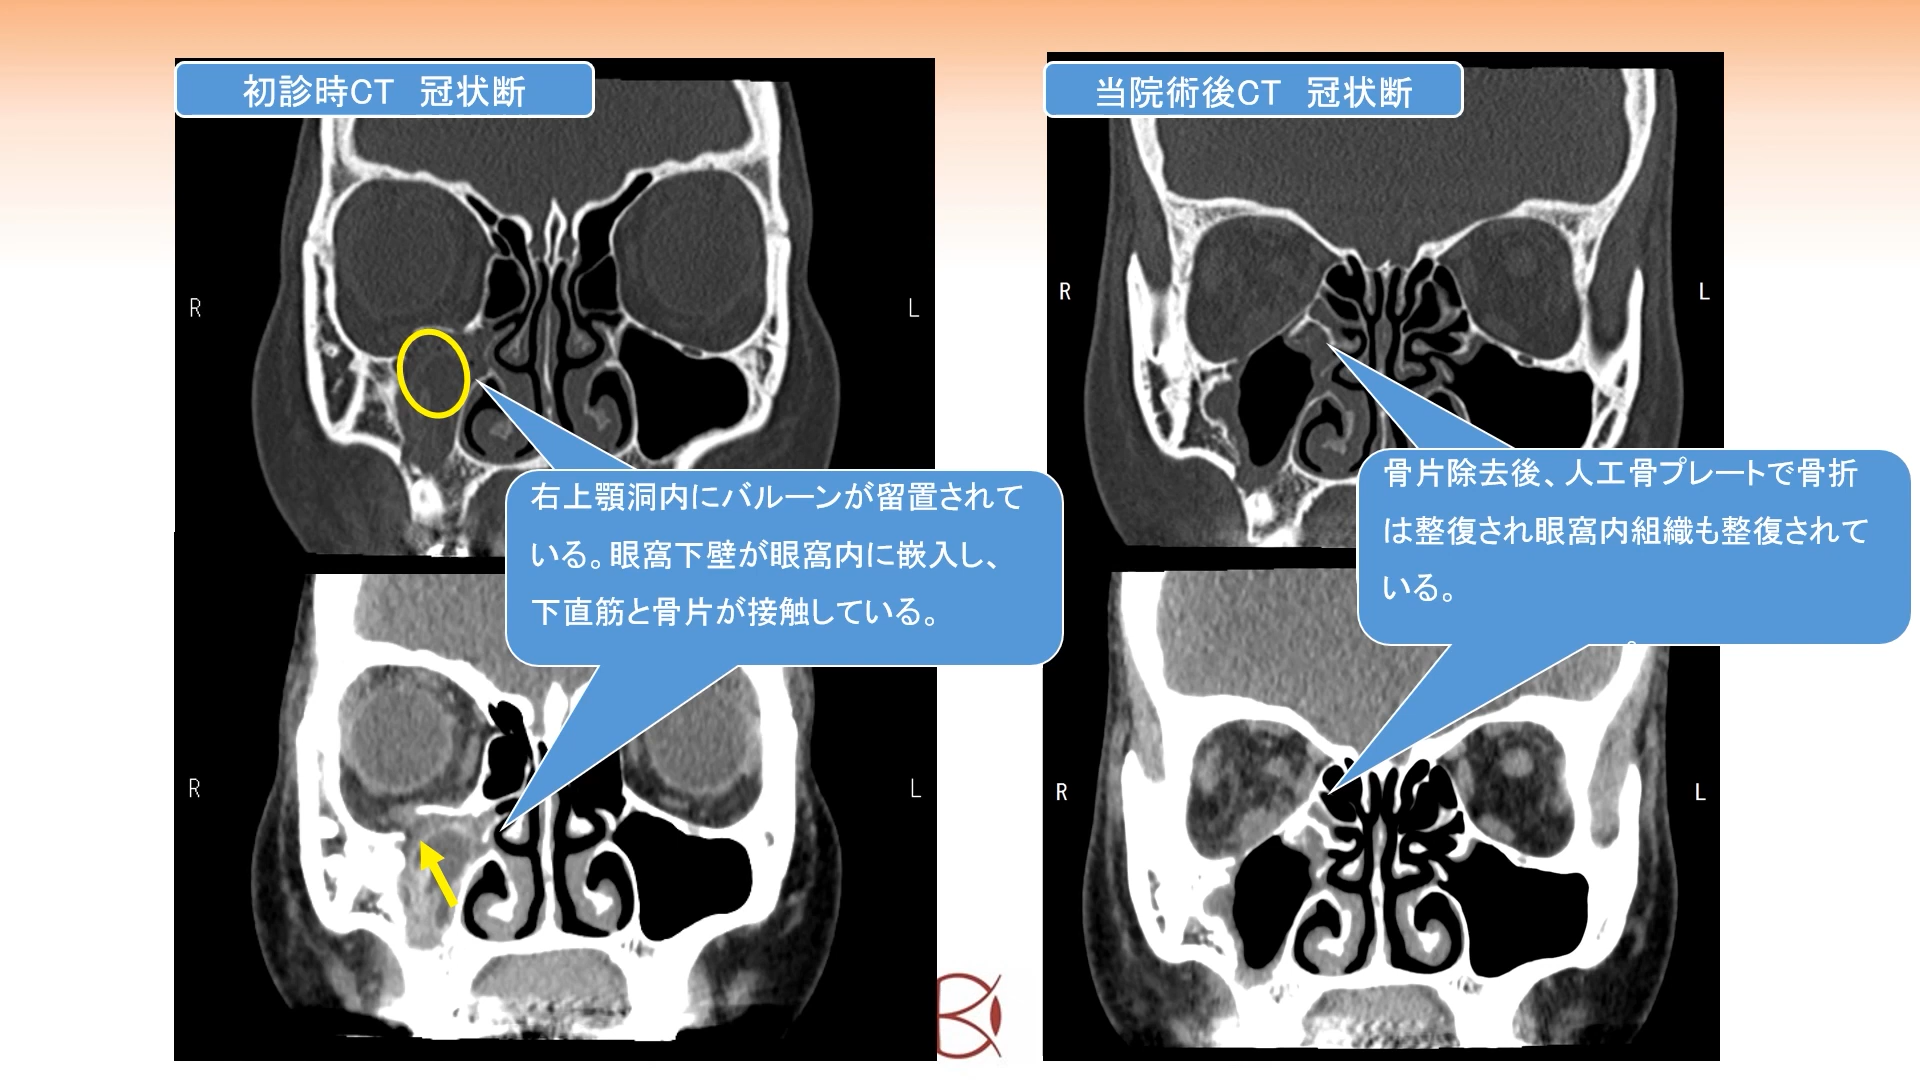 初診時CT　冠状断
当院術後CT　冠状断
R
L
R
L
右上顎洞内にバルーンが留置されて
いる。眼窩下壁が眼窩内に嵌入し、
下直筋と骨片が接触している。
骨片除去後、人工骨プレートで骨折
は整復され眼窩内組織も整復されて
いる。
。
R
L
R
L